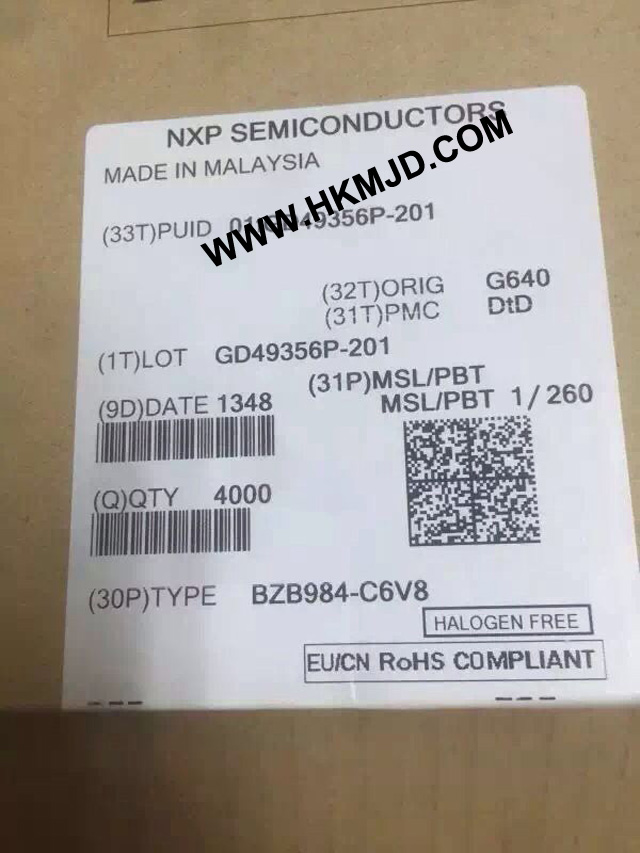 NXP SEMICONDUCTORS
MADE IN MALAYSIA
WWW.HKMJD.COM
(33T)PUID GD49356P-201
(32T)ORIG G640
(31T)PMC DtD
(1T)LOT GD49356P-201
(31P)MSL/PBT
(9D)DATE 1348
MSL/PBT 1/260
(Q)QTY 4000
(30P)TYPE BZB984-C6V8
HALOGEN FREE
EU/CN RoHS COMPLIANT